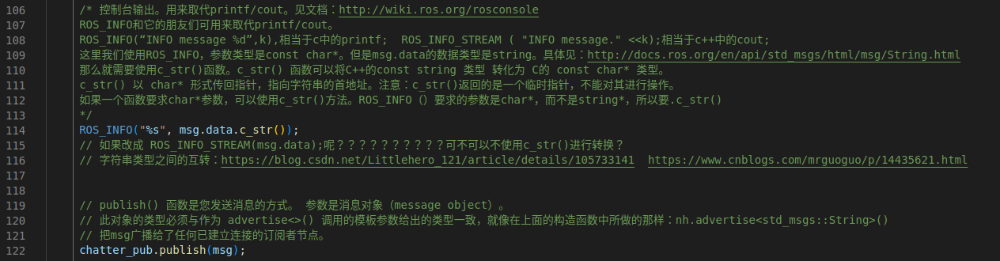 106 /* 控制台输出。用来取代printf/cout。见文档：http://wiki.ros.org/rosconsole
107 ROS_INFO和它的朋友们可用来取代printf/cout。
108 ROS_INFO(“INFO message %d”,k),相当于c中的printf;  ROS_INFO_STREAM ( "INFO message." <<k);相当于c++中的cout;
109 这里我们使用ROS_INFO，参数类型是const char*。但是msg.data的数据类型是string。具体见：http://docs.ros.org/en/api/std_msgs/html/msg/String.html
110 那么就需要使用c_str()函数。c_str() 函数可以将C++的const string 类型 转化为 C的 const char* 类型。
111 c_str() 以 char* 形式传回指针，指向字符串的首地址。注意：c_str()返回的是一个临时指针，不能对其进行操作。
112 如果一个函数要求char*参数，可以使用c_str()方法。ROS_INFO（）要求的参数是char*，而不是string*，所以要.c_str()
113 */
114 ROS_INFO("%s", msg.data.c_str());
115 // 如果改成 ROS_INFO_STREAM(msg.data);呢？？？？？？？？？？可不可以不使用c_str()进行转换？
116 // 字符串类型之间的互转：https://blog.csdn.net/Littlehero_121/article/details/105733141  https://www.cnblogs.com/mrguoguo/p/14435621.html
117
118
119 // publish() 函数是您发送消息的方式。 参数是消息对象（message object）。
120 // 此对象的类型必须与作为 advertise<>() 调用的模板参数给出的类型一致，就像在上面的构造函数中所做的那样：nh.advertise<std_msgs::String>()
121 // 把msg广播给了任何已建立连接的订阅者节点。
122 chatter_pub.publish(msg);